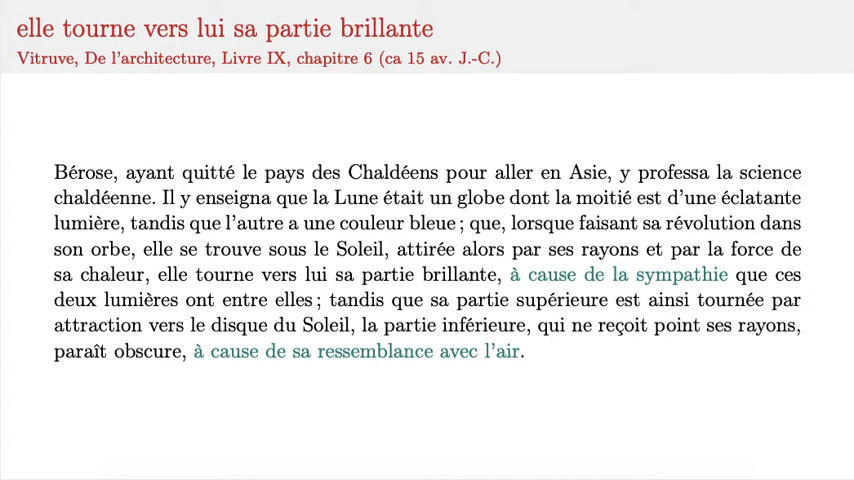 elle tourne vers lui sa partie brillante
Vitruve, De l'architecture, Livre IX, chapitre 6 (ca 15 av. J.-C.)
Bérose, ayant quitté le pays des Chaldéens pour aller en Asie, y professa la science
chaldéenne. Il y enseigna que la Lune était un globe dont la moitié est d'une éclatante
lumière, tandis que l'autre a une couleur bleue ; que, lorsque faisant sa révolution dans
son orbe, elle se trouve sous le Soleil, attirée alors par ses rayons et par la force de
sa chaleur, elle tourne vers lui sa partie brillante, à cause de la sympathie que ces
deux lumières ont entre elles ; tandis que sa partie supérieure est ainsi tournée par
attraction vers le disque du Soleil, la partie inférieure, qui ne reçoit point ses rayons,
paraît obscure, à cause de sa ressemblance avec l'air.